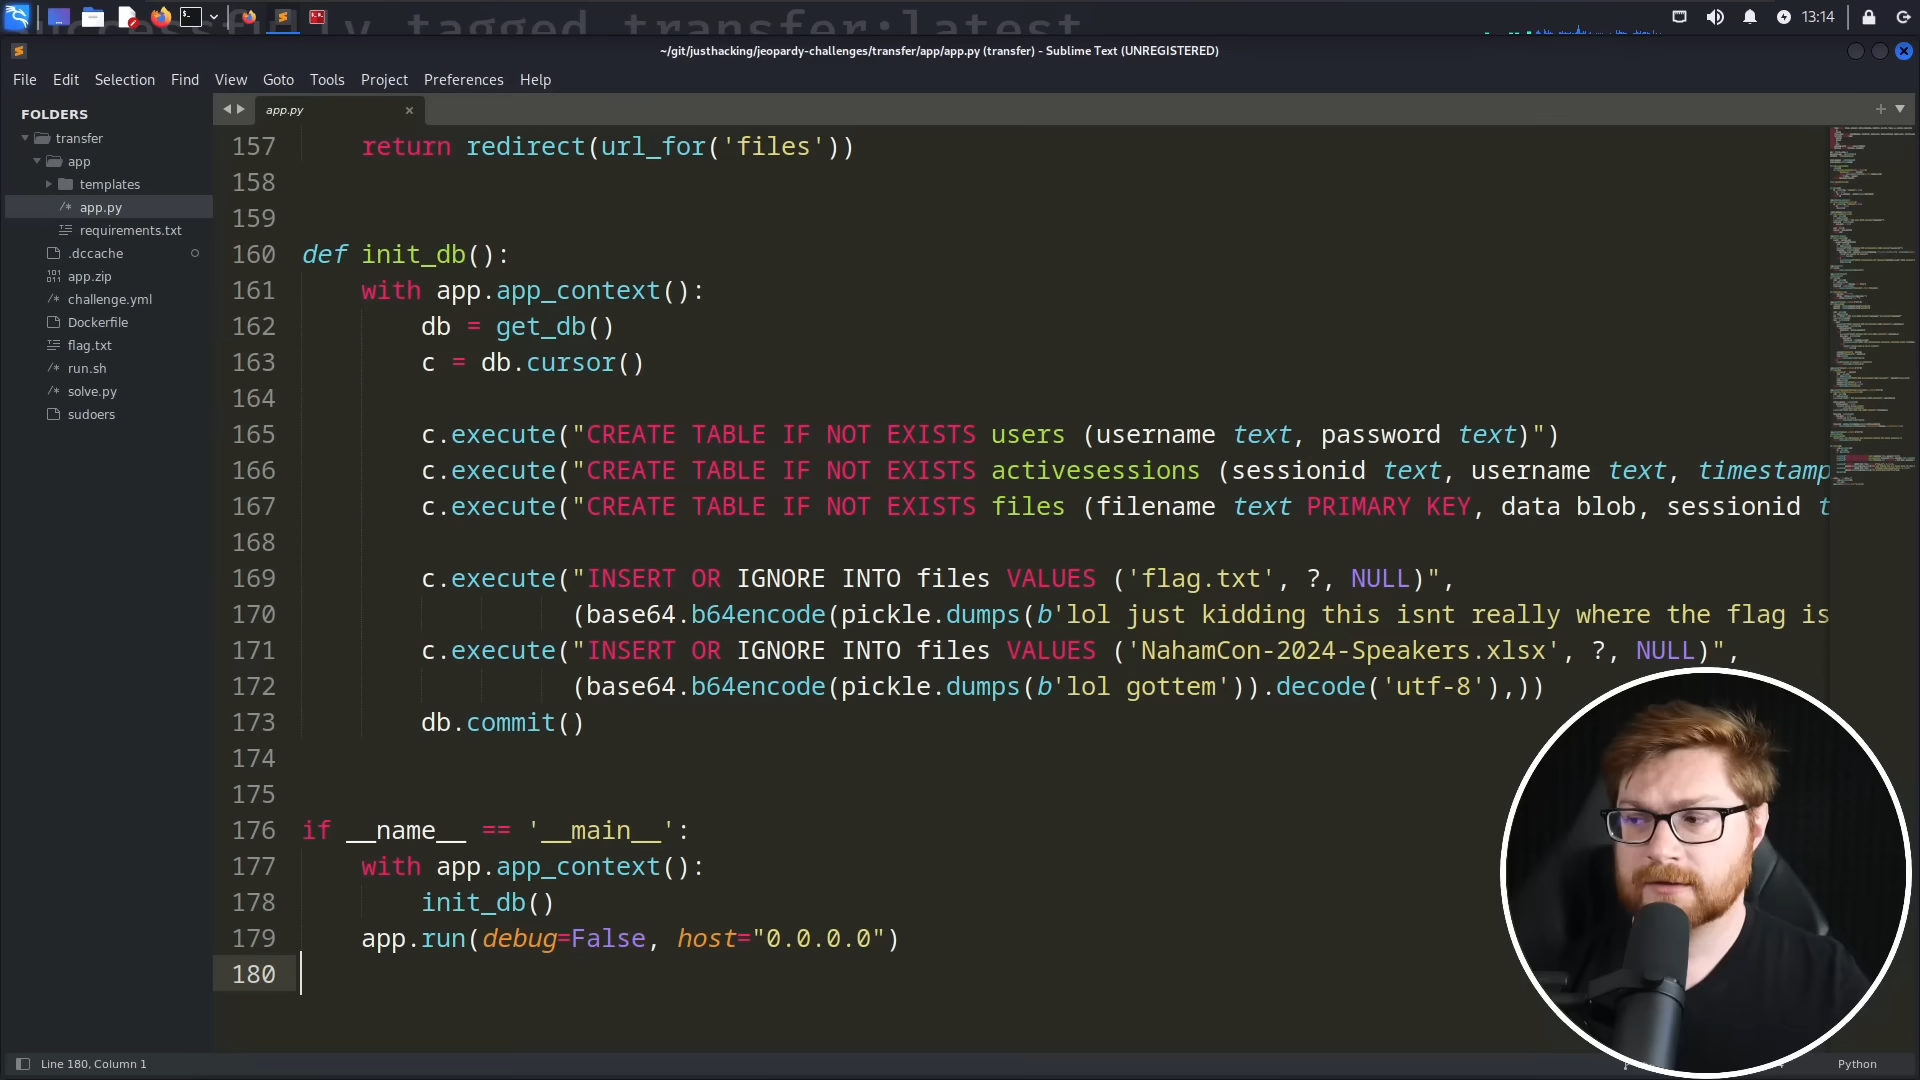 13:14
~/git/justhacking/jeopardy-challenges/transfer/app/app.py (transfer) - Sublime Text (UNREGISTERED)
File Edit Selection Find View Goto Tools Project Preferences Help
FOLDERS
transfer
app
templates
app.py
requirements.txt
.dccache
app.zip
challenge.yml
Dockerfile
flag.txt
run.sh
solve.py
sudoers
app.py
157 return redirect(url_for('files'))
158
159
160 def init_db():
161 with app.app_context():
162 db = get_db()
163 c = db.cursor()
164
165 c.execute("CREATE TABLE IF NOT EXISTS users (username text, password text)")
166 c.execute("CREATE TABLE IF NOT EXISTS activesessions (sessionid text, username text, timestamp
167 c.execute("CREATE TABLE IF NOT EXISTS files (filename text PRIMARY KEY, data blob, sessionid t
168
169 c.execute("INSERT OR IGNORE INTO files VALUES ('flag.txt', ?, NULL)",
170 (base64.b64encode(pickle.dumps(b'lol just kidding this isnt really where the flag is
171 c.execute("INSERT OR IGNORE INTO files VALUES ('NahamCon-2024-Speakers.xlsx', ?, NULL)",
172 (base64.b64encode(pickle.dumps(b'lol gottem')).decode('utf-8'),))
173 db.commit()
174
175
176 if __name__ == '__main__':
177 with app.app_context():
178 init_db()
179 app.run(debug=False, host="0.0.0.0")
180
Line 180, Column 1
Python